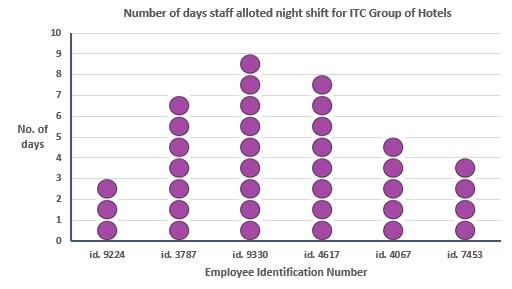 Number of days staff alloted night shift for ITC Group of Hotels
10
9
8
7
6
5
4
3
2
1
0
No. of
days
id. 9224 id. 3787 id. 9330 id. 4617 id. 4067 id. 7453
Employee Identification Number